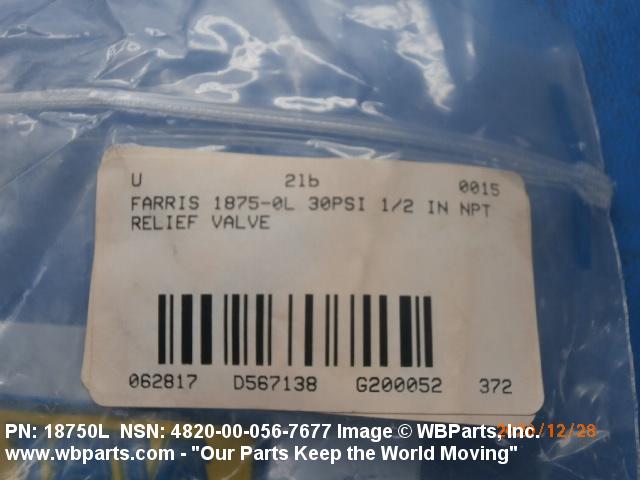 U 2lb 0015
FARRIS 1875-0L 30PSI 1/2 IN NPT
RELIEF VALVE
062817 D567138 G200052 372
PN: 18750L NSN: 4820-00-056-7677 Image © WBParts, Inc.
www.wbparts.com - "Our Parts Keep the World Moving"